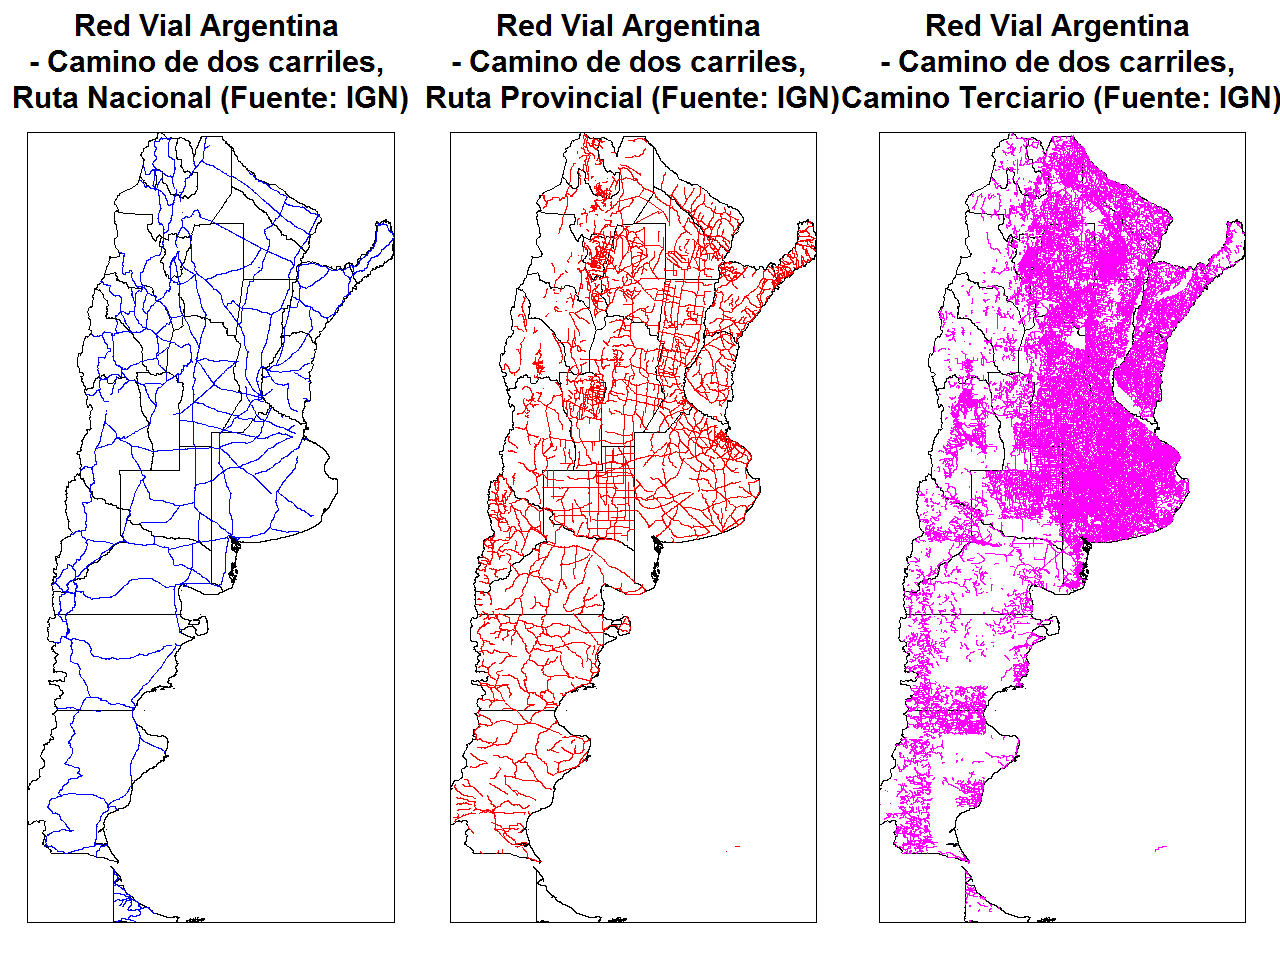 Red Vial Argentina
- Camino de dos carriles,
Ruta Nacional (Fuente: IGN)
Red Vial Argentina
- Camino de dos carriles,
Ruta Provincial (Fuente: IGN)
Red Vial Argentina
- Camino de dos carriles,
Camino Terciario (Fuente: IGN)